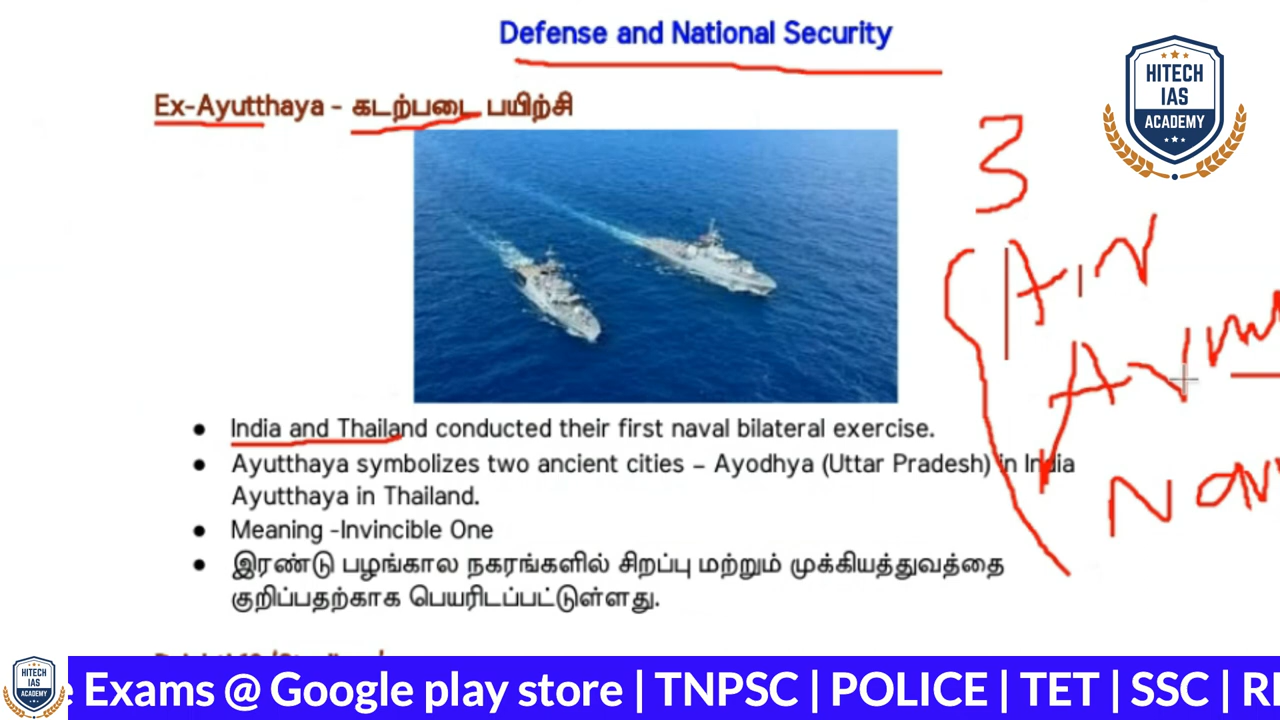 Defense and National Security
HITECH
IAS
ACADEMY
Ex-Ayutthaya - கடற்படை பயிற்சி
3
Air
● India and Thailand conducted their first naval bilateral exercise.
● Ayutthaya symbolizes two ancient cities – Ayodhya (Uttar Pradesh) in India
Ayutthaya in Thailand.
● Meaning -Invincible One
● இரண்டு பழங்கால நகரங்களில் சிறப்பு மற்றும் முக்கியத்துவத்தை
குறிப்பதற்காக பெயரிடப்பட்டுள்ளது.
HITECH
IAS
ACADEMY
e Exams @ Google play store | TNPSC | POLICE | TET | SSC |